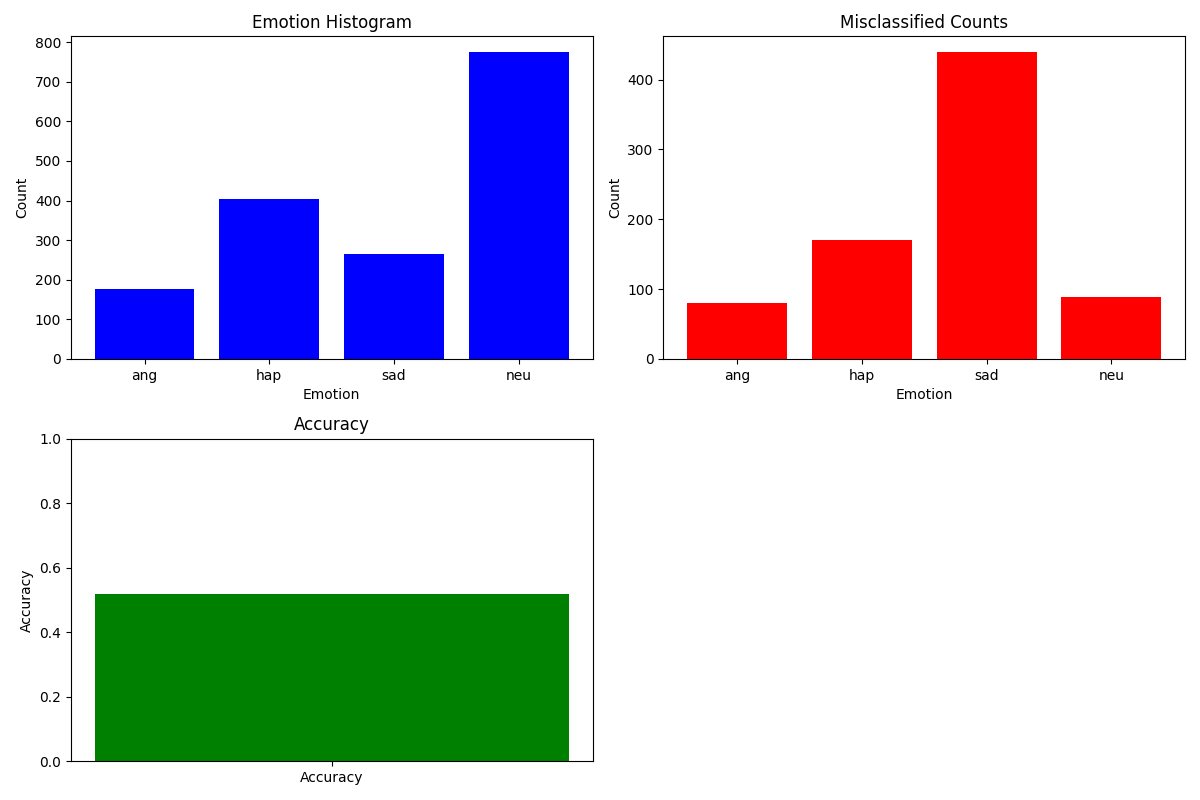 Emotion Histogram
800
700
600
500
400
300
200
100
0
Count
ang hap sad neu
Emotion
Misclassified Counts
400
300
200
100
0
Count
ang hap sad neu
Emotion
Accuracy
1.0
0.8
0.6
0.4
0.2
0.0
Accuracy
Accuracy